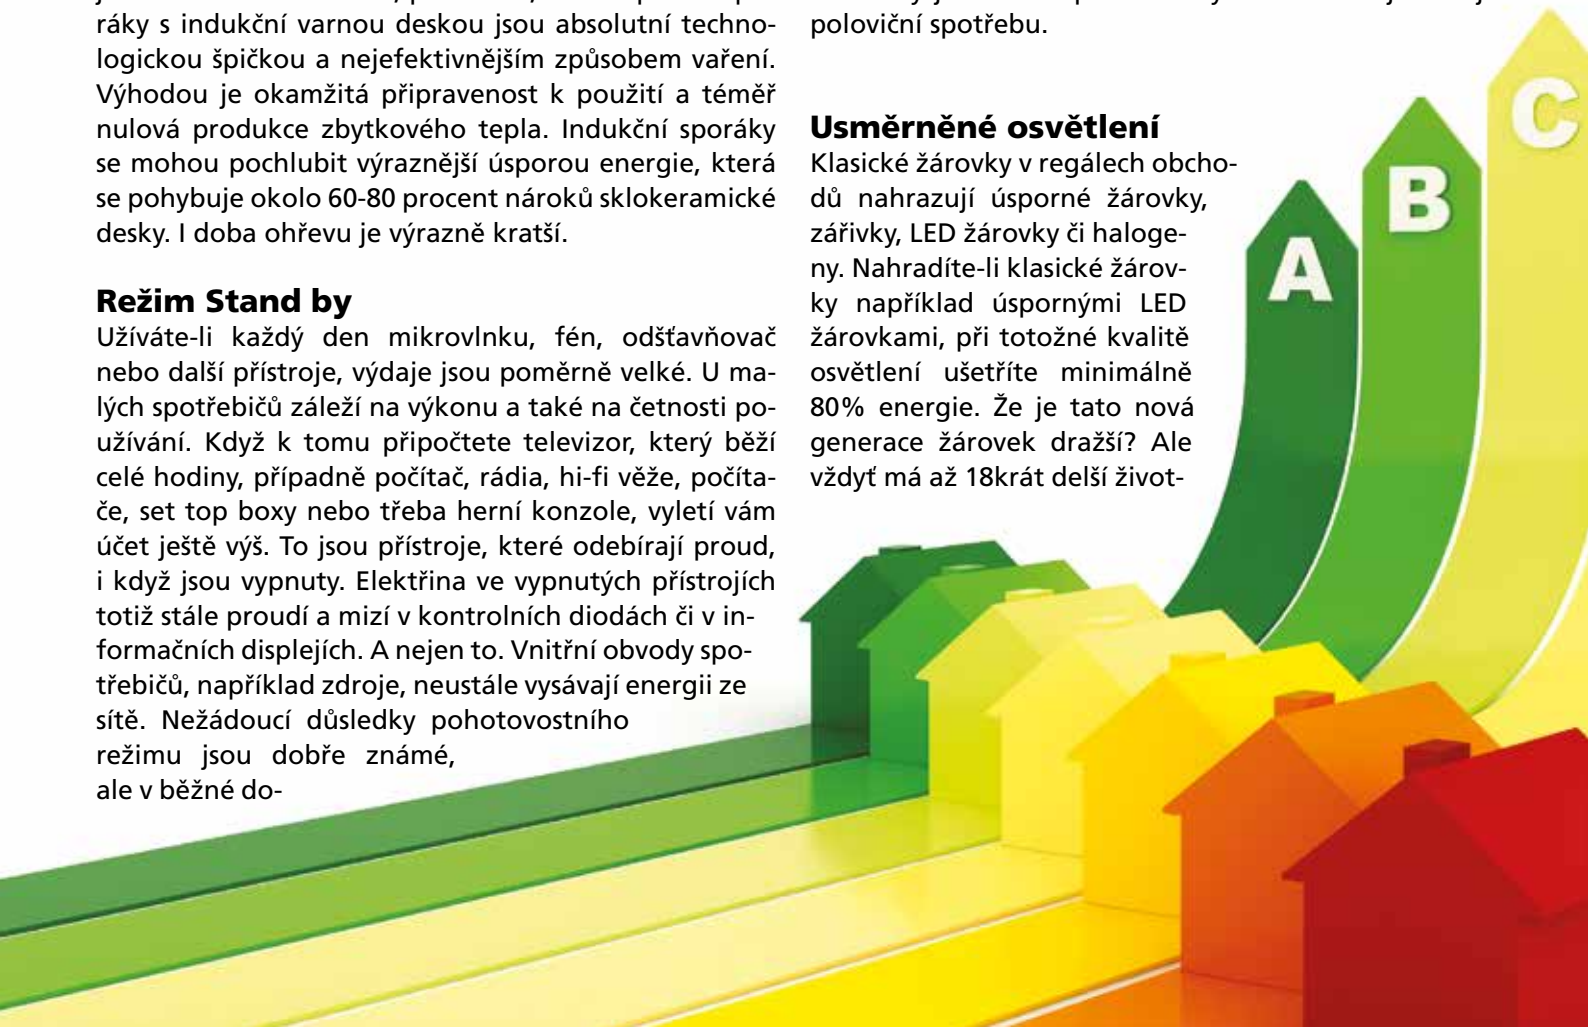 ráky s indukční varnou deskou jsou absolutní techno-
logickou špičkou a nejefektivnějším způsobem vaření.
Výhodou je okamžitá připravenost k použití a téměř
nulová produkce zbytkového tepla. Indukční sporáky
se mohou pochlubit výraznější úsporou energie, která
se pohybuje okolo 60-80 procent nároků sklokeramické
desky. I doba ohřevu je výrazně kratší.
Režim Stand by
Užíváte-li každý den mikrovlnku, fén, odšťavňovač
nebo další přístroje, výdaje jsou poměrně velké. U ma-
lých spotřebičů záleží na výkonu a také na četnosti po-
užívání. Když k tomu připočtete televizor, který běží
celé hodiny, případně počítač, rádia, hi-fi věže, počíta-
če, set top boxy nebo třeba herní konzole, vyletí vám
účet ještě výš. To jsou přístroje, které odebírají proud,
i když jsou vypnuty. Elektřina ve vypnutých přístrojích
totiž stále proudí a mizí v kontrolních diodách či v in-
formačních displejích. A nejen to. Vnitřní obvody spo-
třebičů, například zdroje, neustále vysávají energii ze
sítě. Nežádoucí důsledky pohotovostního
režimu jsou dobře známé,
ale v běžné do-
poloviční spotřebu.
Usměrněné osvětlení
Klasické žárovky v regálech obcho-
dů nahrazují úsporné žárovky,
zářivky, LED žárovky či haloge-
ny. Nahradíte-li klasické žárov-
ky například úspornými LED
žárovkami, při totožné kvalitě
osvětlení ušetříte minimálně
80% energie. Že je tato nová
generace žárovek dražší? Ale
vždyť má až 18krát delší život-
A
B
C